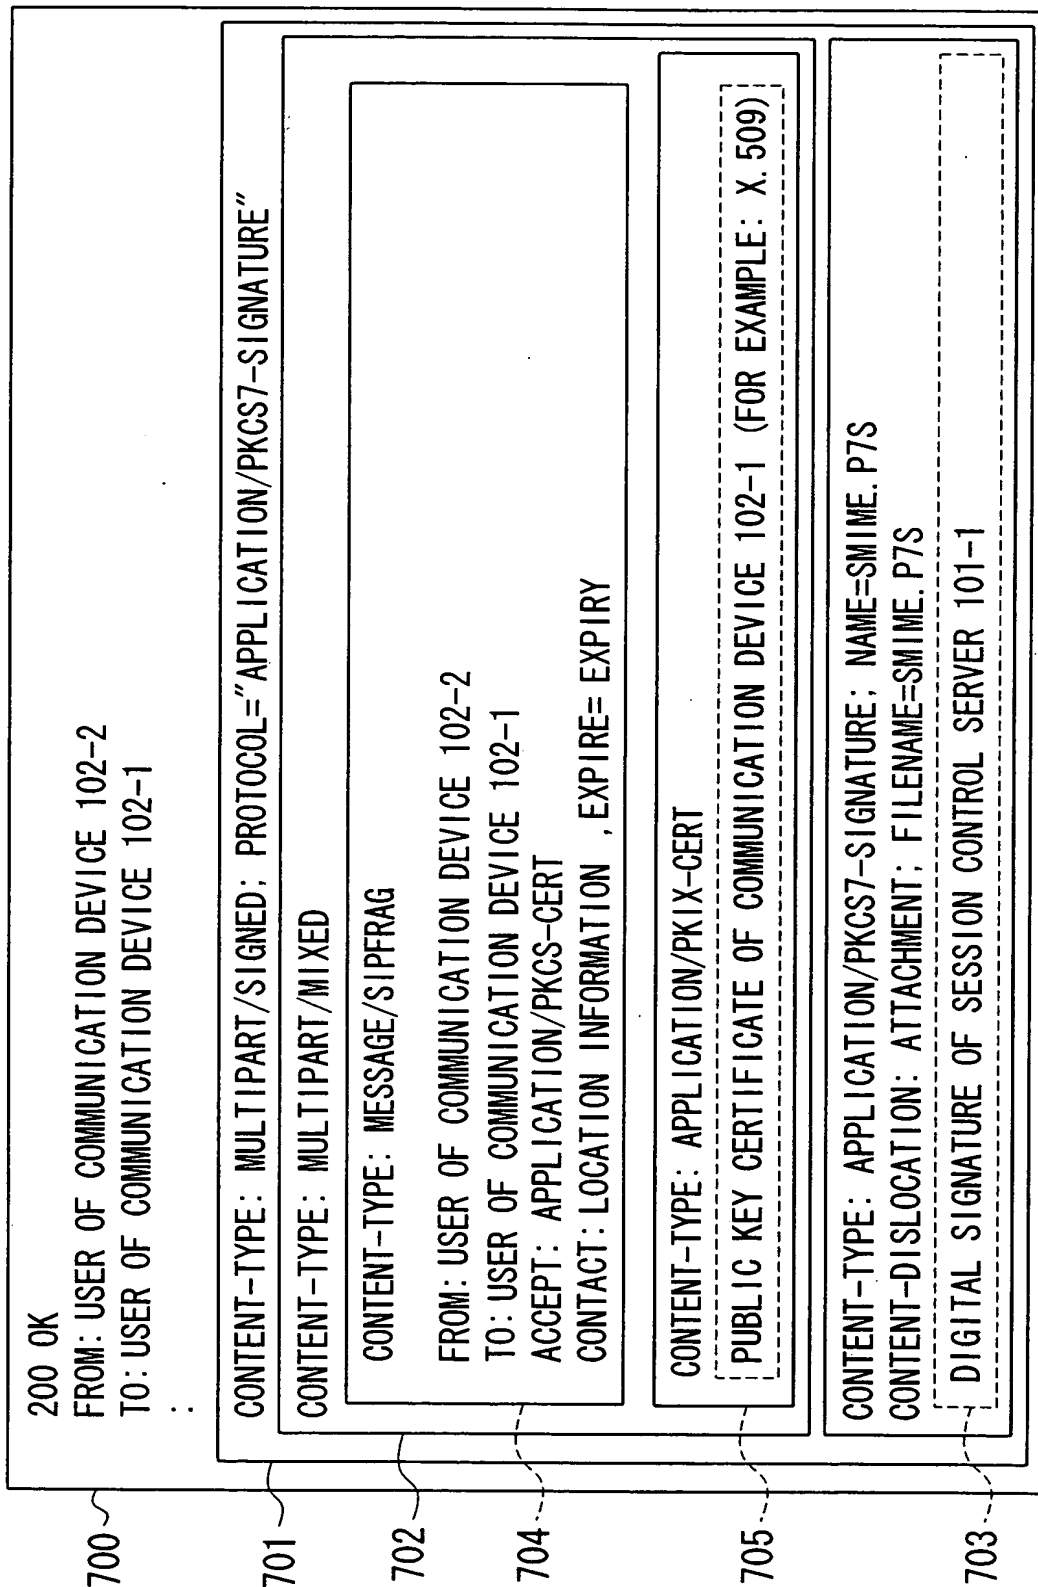 200 OK
FROM: USER OF COMMUNICATION DEVICE 102-2
TO: USER OF COMMUNICATION DEVICE 102-1
:
CONTENT-TYPE: MULTIPART/SIGNED; PROTOCOL="APPLICATION/PKCS7-SIGNATURE"
CONTENT-TYPE: MULTIPART/MIXED
CONTENT-TYPE: MESSAGE/SIPFRAG
FROM: USER OF COMMUNICATION DEVICE 102-2
TO: USER OF COMMUNICATION DEVICE 102-1
ACCEPT: APPLICATION/PKCS-CERT
CONTACT: LOCATION INFORMATION ,EXPIRE= EXPIRY
CONTENT-TYPE: APPLICATION/PKIX-CERT
PUBLIC KEY CERTIFICATE OF COMMUNICATION DEVICE 102-1 (FOR EXAMPLE: X.509)
CONTENT-TYPE: APPLICATION/PKCS7-SIGNATURE; NAME=SMIME.P7S
CONTENT-DISLOCATION: ATTACHMENT; FILENAME=SMIME.P7S
DIGITAL SIGNATURE OF SESSION CONTROL SERVER 101-1
700
701
702
704
705
703